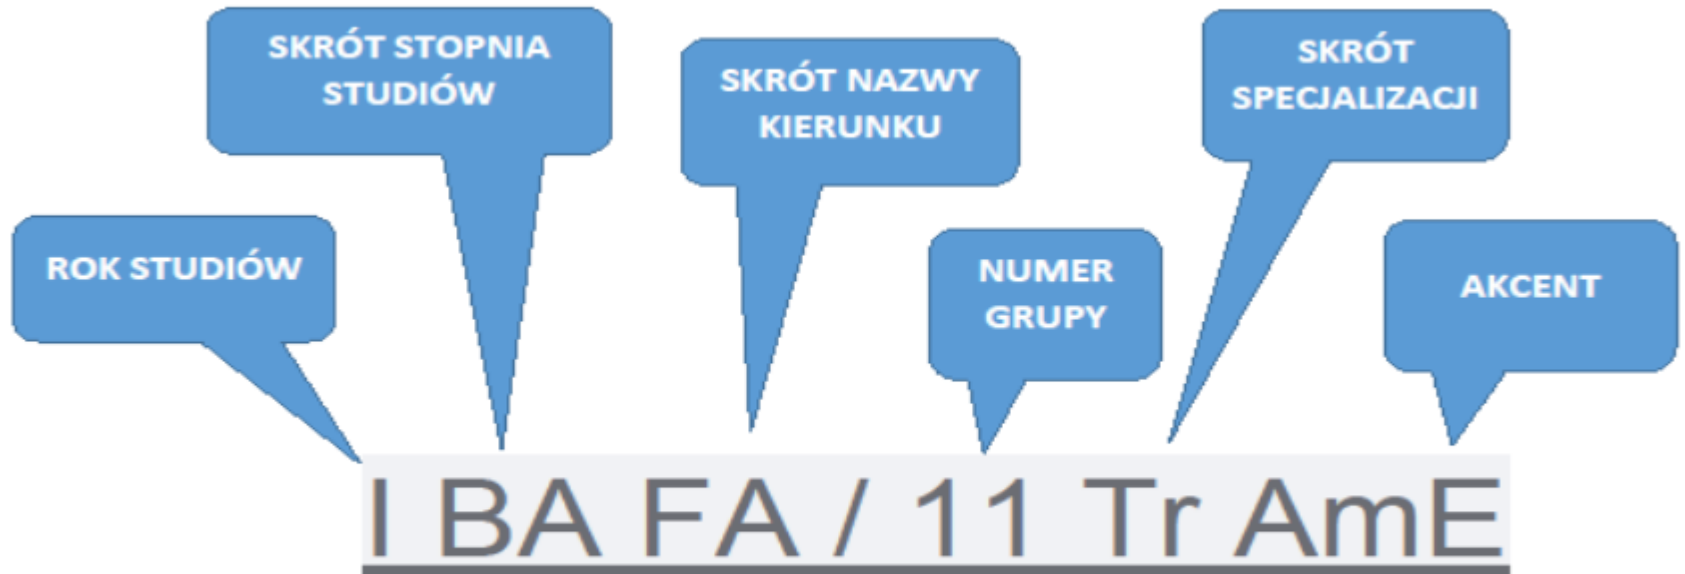 SKRÓT STOPNIA
STUDIÓW
SKRÓT NAZWY
KIERUNKU
SKRÓT
SPECJALIZACJI
ROK STUDIÓW
NUMER
GRUPY
AKCENT
I BA FA / 11 Tr AmE